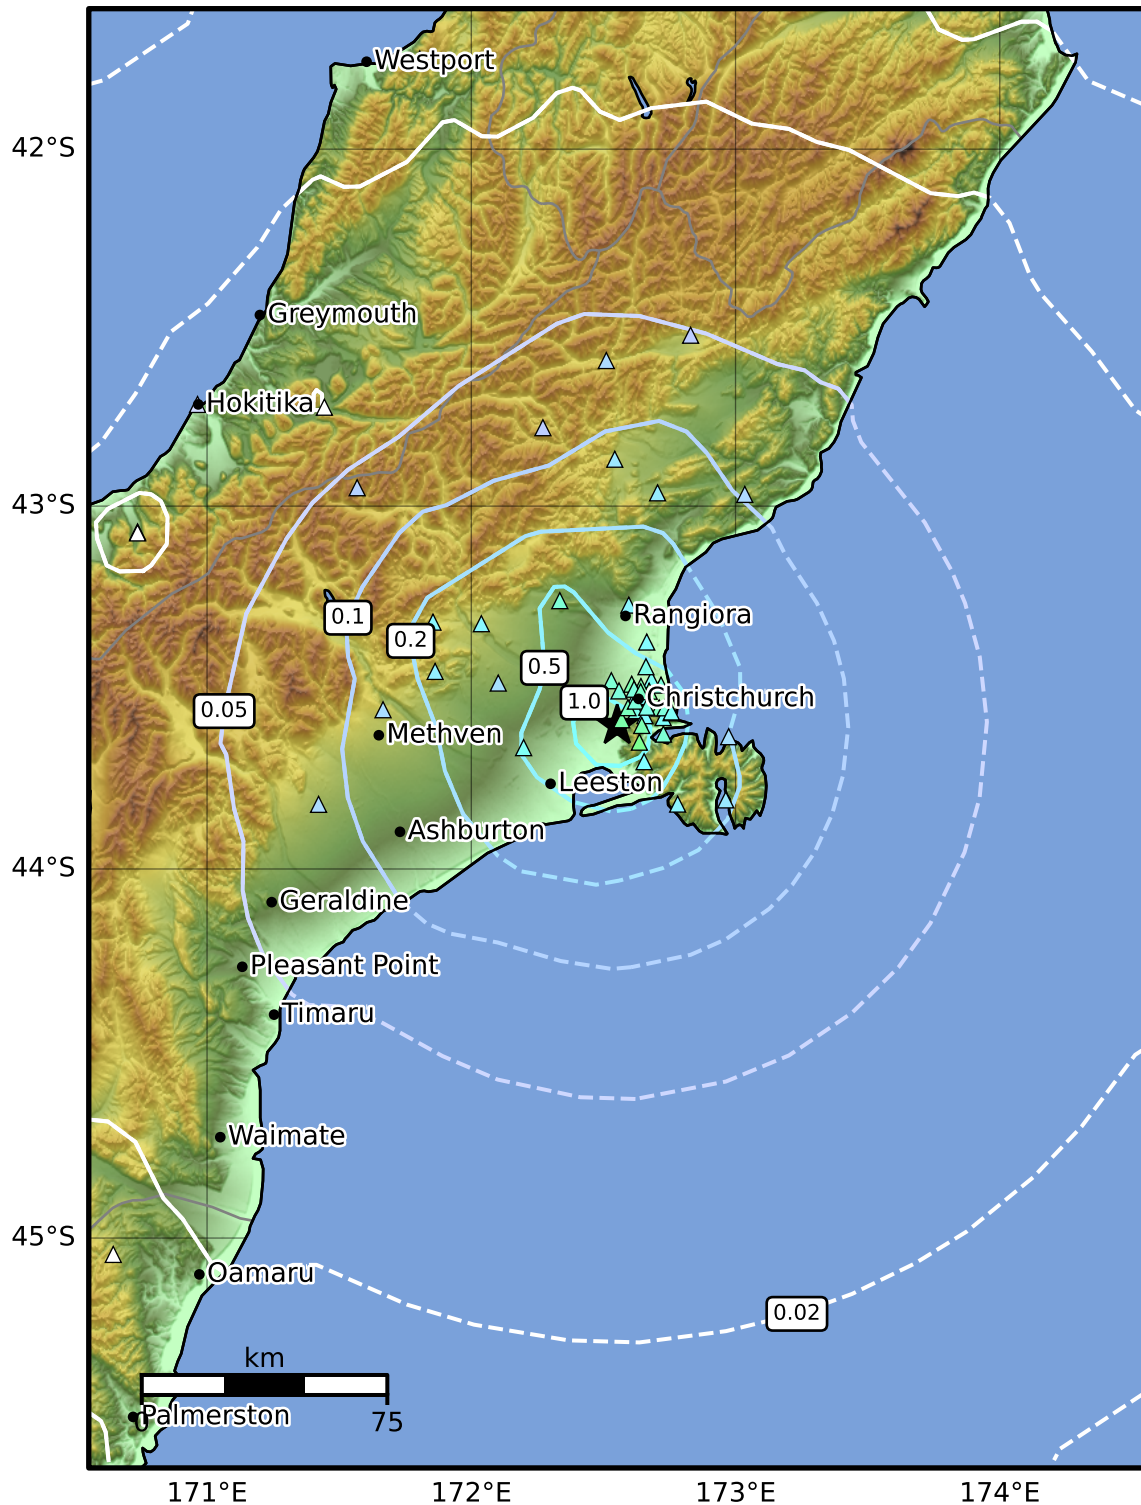 Westport
42°S
Greymouth
Hokitika
43°S
0.1
Rangiora
0.2
0.5
Christchurch
1.0
0.05
Methven
Leeston
Ashburton
44°S
Geraldine
Pleasant Point
Timaru
Waimate
45°S
Oamaru
0.02
km
Palmerston
0 75
171°E 172°E 173°E 174°E